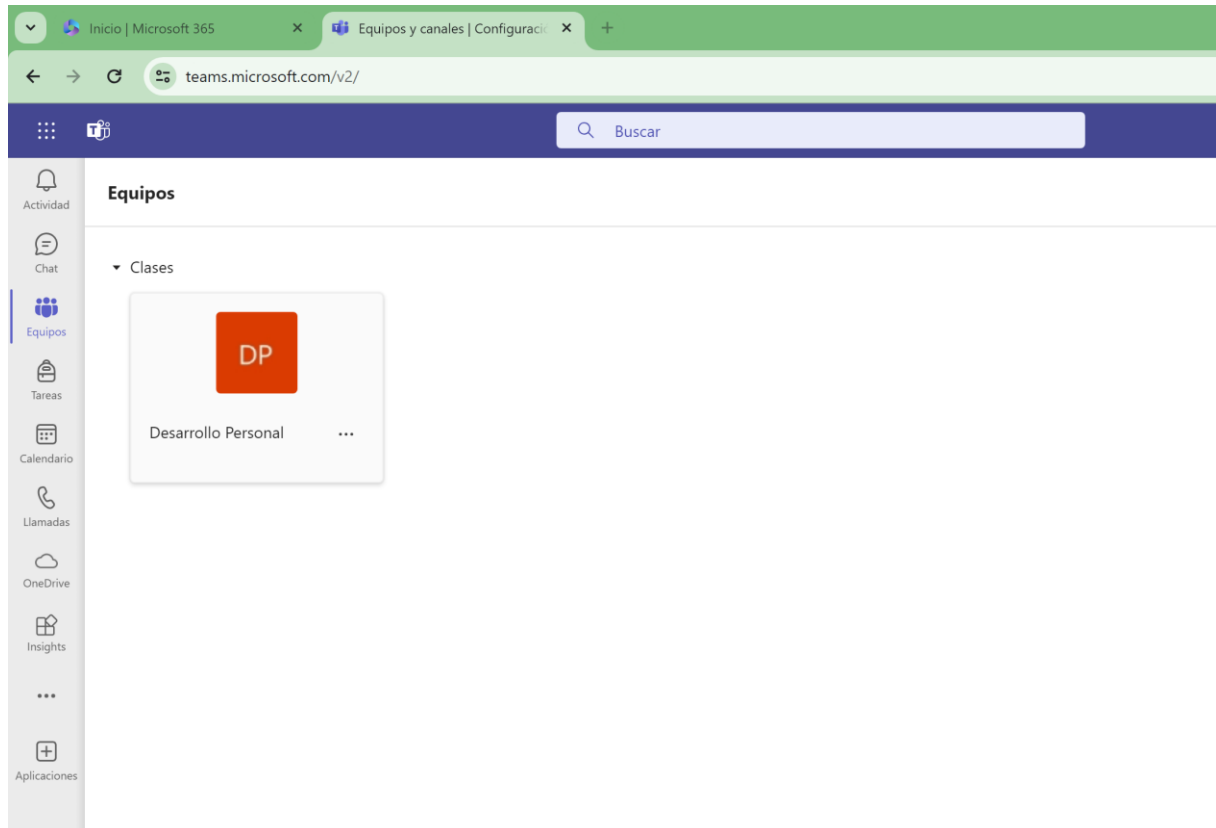 Inicio | Microsoft 365
Equipos y canales | Configuració
teams.microsoft.com/v2/
Buscar
Actividad
Chat
Equipos
Tareas
Calendario
Llamadas
OneDrive
Insights
Aplicaciones
Equipos
Clases
DP
Desarrollo Personal